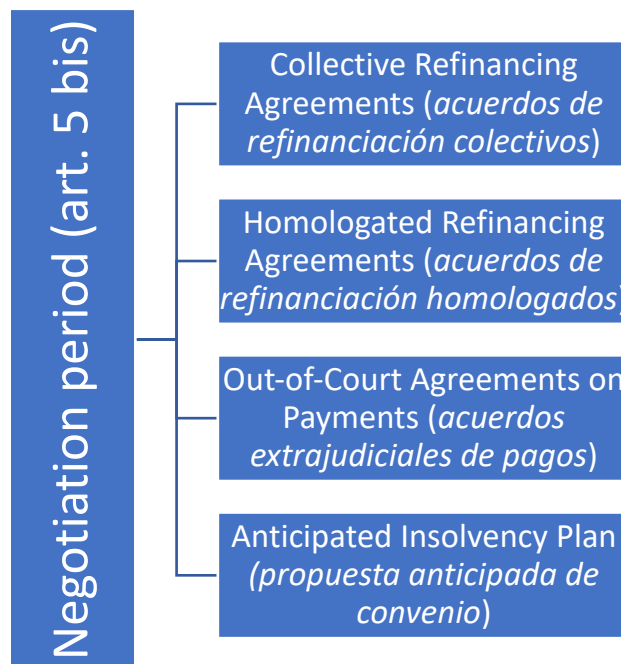 Negotiation period (art. 5 bis)
Collective Refinancing
Agreements (acuerdos de
refinanciación colectivos)
Homologated Refinancing
Agreements (acuerdos de
refinanciación homologados)
Out-of-Court Agreements on
Payments (acuerdos
extrajudiciales de pagos)
Anticipated Insolvency Plan
(propuesta anticipada de
convenio)